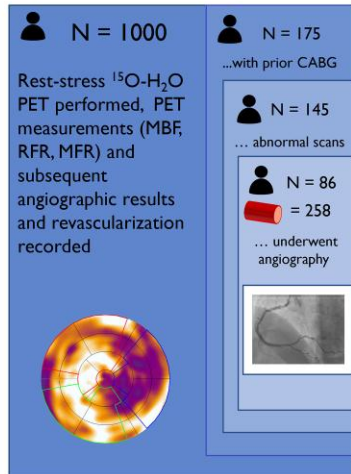 N = 1000
Rest-stress ¹⁵O-H₂O
PET performed, PET
measurements (MBF,
RFR, MFR) and
subsequent
angiographic results
and revascularization
recorded
N = 175
...with prior CABG
N = 145
... abnormal scans
N = 86
= 258
... underwent
angiography